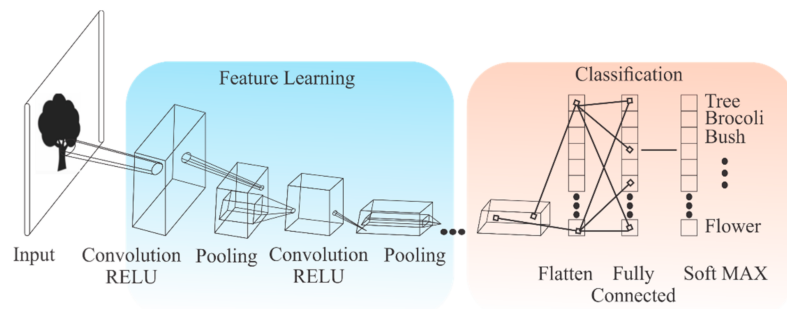 Feature Learning
Classification
Tree
Brocoli
Bush
Flower
Input
Convolution
RELU
Pooling
Convolution
RELU
Pooling
Flatten
Fully
Connected
Soft MAX